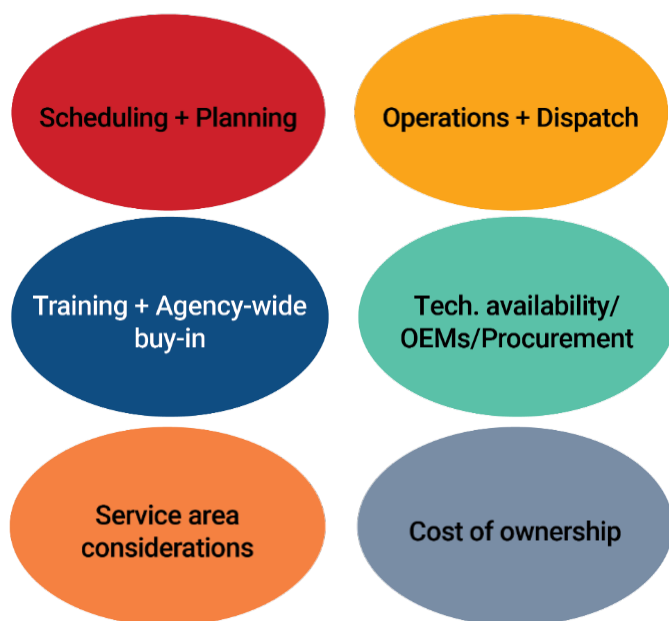 Scheduling + Planning
Operations + Dispatch
Training + Agency-wide
buy-in
Tech. availability/
OEMs/Procurement
Service area
considerations
Cost of ownership